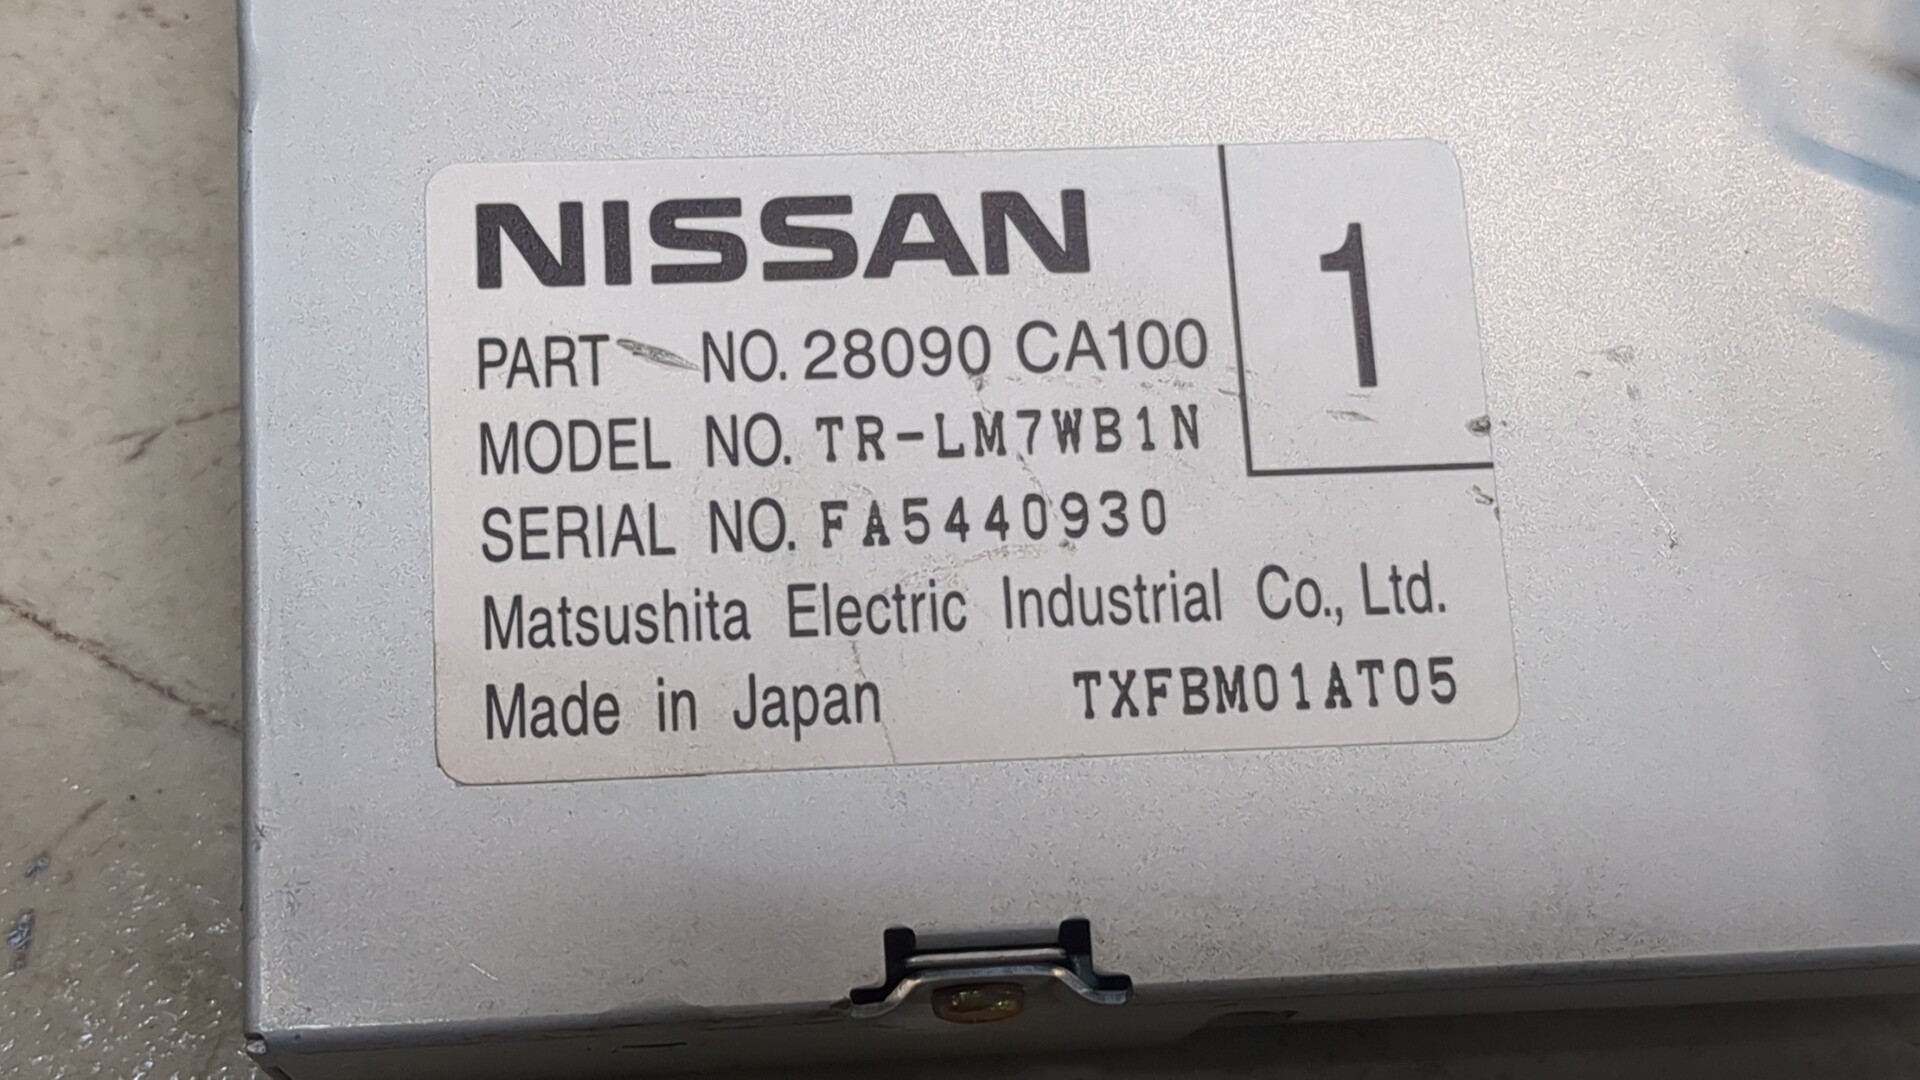 NISSAN
1
PART NO. 28090 CA100
MODEL NO. TR-LM7WB1N
SERIAL NO. FA5440930
Matsushita Electric Industrial Co., Ltd.
Made in Japan TXFBM01AT05